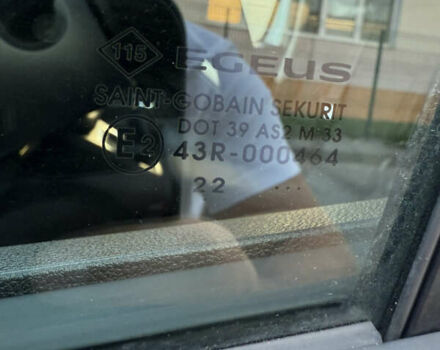 115 EGEUS
SAINT-GOBAIN SEKURIT
DOT 39 AS2 M-33
E2 43R-000464
22 ...